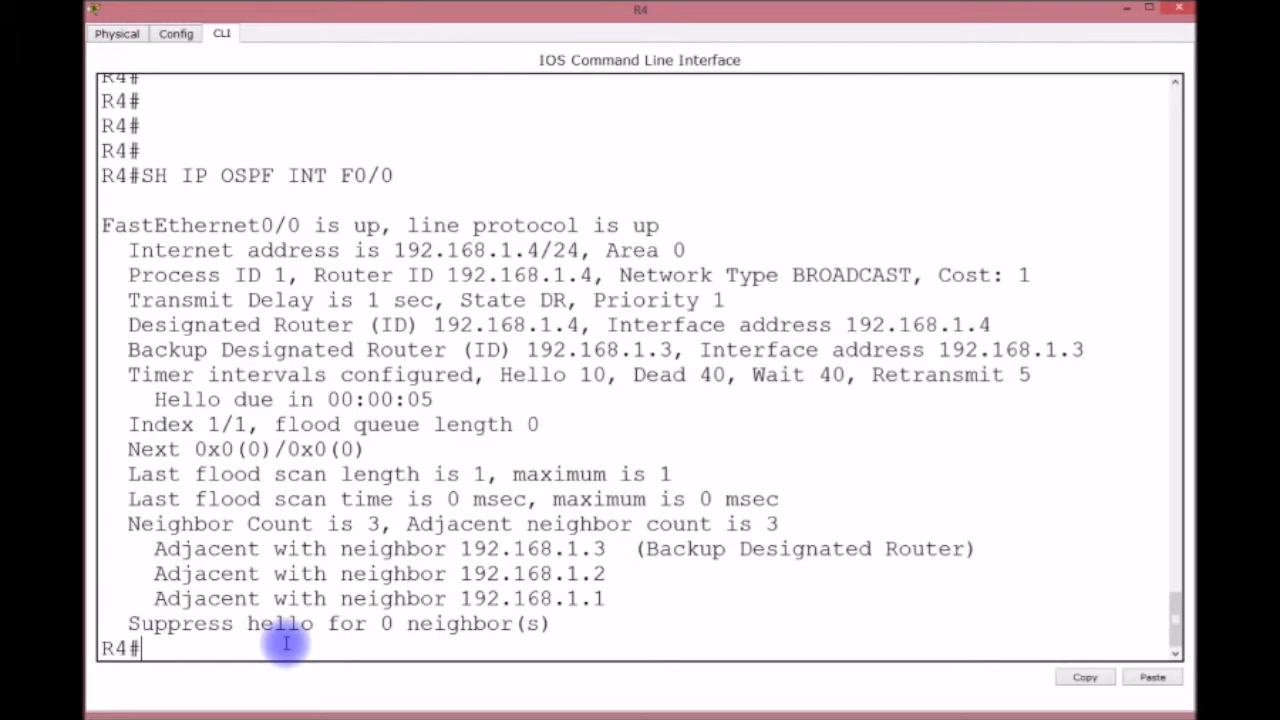 R4
Physical Config CLI
IOS Command Line Interface
R4#
R4#
R4#
R4#
R4#SH IP OSPF INT F0/0
FastEthernet0/0 is up, line protocol is up
Internet address is 192.168.1.4/24, Area 0
Process ID 1, Router ID 192.168.1.4, Network Type BROADCAST, Cost: 1
Transmit Delay is 1 sec, State DR, Priority 1
Designated Router (ID) 192.168.1.4, Interface address 192.168.1.4
Backup Designated Router (ID) 192.168.1.3, Interface address 192.168.1.3
Timer intervals configured, Hello 10, Dead 40, Wait 40, Retransmit 5
Hello due in 00:00:05
Index 1/1, flood queue length 0
Next 0x0(0)/0x0(0)
Last flood scan length is 1, maximum is 1
Last flood scan time is 0 msec, maximum is 0 msec
Neighbor Count is 3, Adjacent neighbor count is 3
Adjacent with neighbor 192.168.1.3 (Backup Designated Router)
Adjacent with neighbor 192.168.1.2
Adjacent with neighbor 192.168.1.1
Suppress hello for 0 neighbor(s)
R4#
Copy Paste